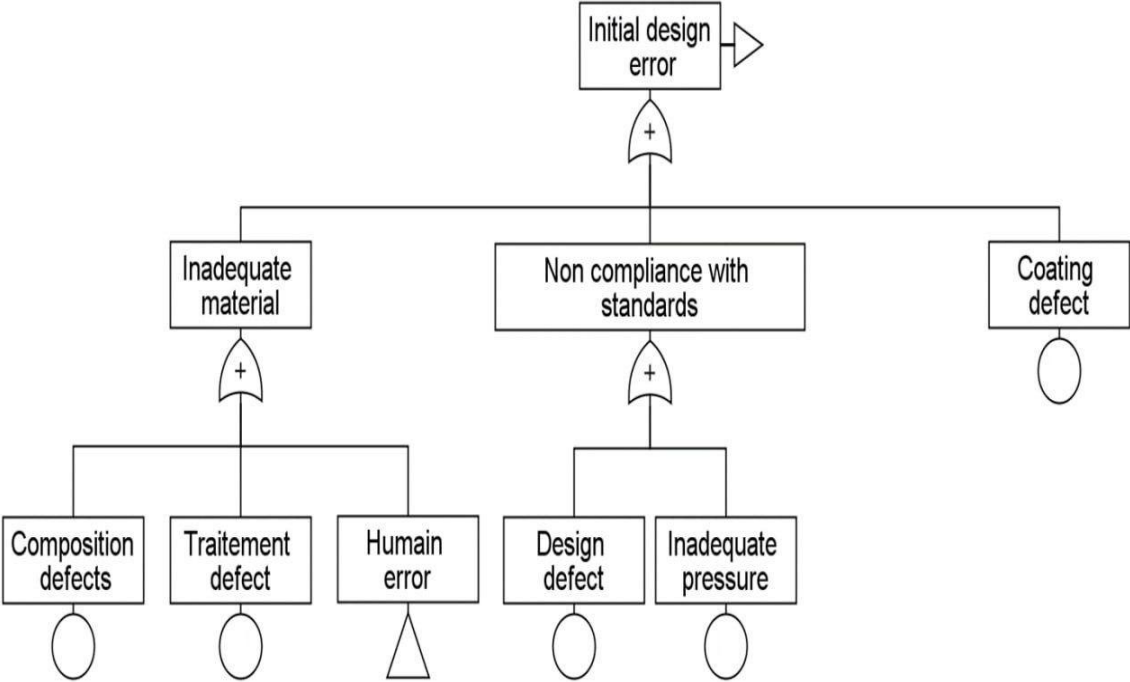 Initial design
error
+
Inadequate
material
Non compliance with
standards
Coating
defect
+
+
Composition
defects
Traitement
defect
Humain
error
Design
defect
Inadequate
pressure